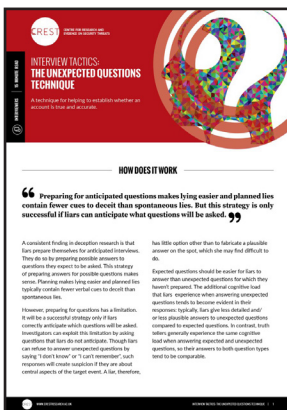 CREST
CENTRE FOR RESEARCH AND
EVIDENCE ON SECURITY THREATS
INTERVIEW TACTICS:
THE UNEXPECTED QUESTIONS
TECHNIQUE
A technique for helping to establish whether an
account is true and accurate.
15 MINUTE READ
INTERVIEWERS
HOW DOES IT WORK
“ Preparing for anticipated questions makes lying easier and planned lies
contain fewer cues to deceit than spontaneous lies. But this strategy is only
successful if liars can anticipate what questions will be asked. ”
A consistent finding in deception research is that
liars prepare themselves for anticipated interviews.
They do so by preparing possible answers to
questions they expect to be asked. This strategy
of preparing answers for possible questions makes
sense. Planning makes lying easier and planned lies
typically contain fewer verbal cues to deceit than
spontaneous lies.
However, preparing for questions has a limitation.
It will be a successful strategy only if liars
correctly anticipate which questions will be asked.
Investigators can exploit this limitation by asking
questions that liars do not anticipate. Though liars
can refuse to answer unexpected questions by
saying “I don’t know” or “I can’t remember”, such
responses will create suspicion if they are about
central aspects of the target event. A liar, therefore,
has little option other than to fabricate a plausible
answer on the spot, which she may find difficult to
do.
Expected questions should be easier for liars to
answer than unexpected questions for which they
haven’t prepared. The additional cognitive load
that liars experience when answering unexpected
questions tends to become evident in their
responses: typically, liars give less detailed and/
or less plausible answers to unexpected questions
compared to expected questions. In contrast, truth
tellers generally experience the same cognitive
load when answering expected and unexpected
questions, so their answers to both question types
tend to be comparable.
WWW.CRESTRESEARCH.AC.UK
INTERVIEW TACTICS: THE UNEXPECTED QUESTIONS TECHNIQUE | 1